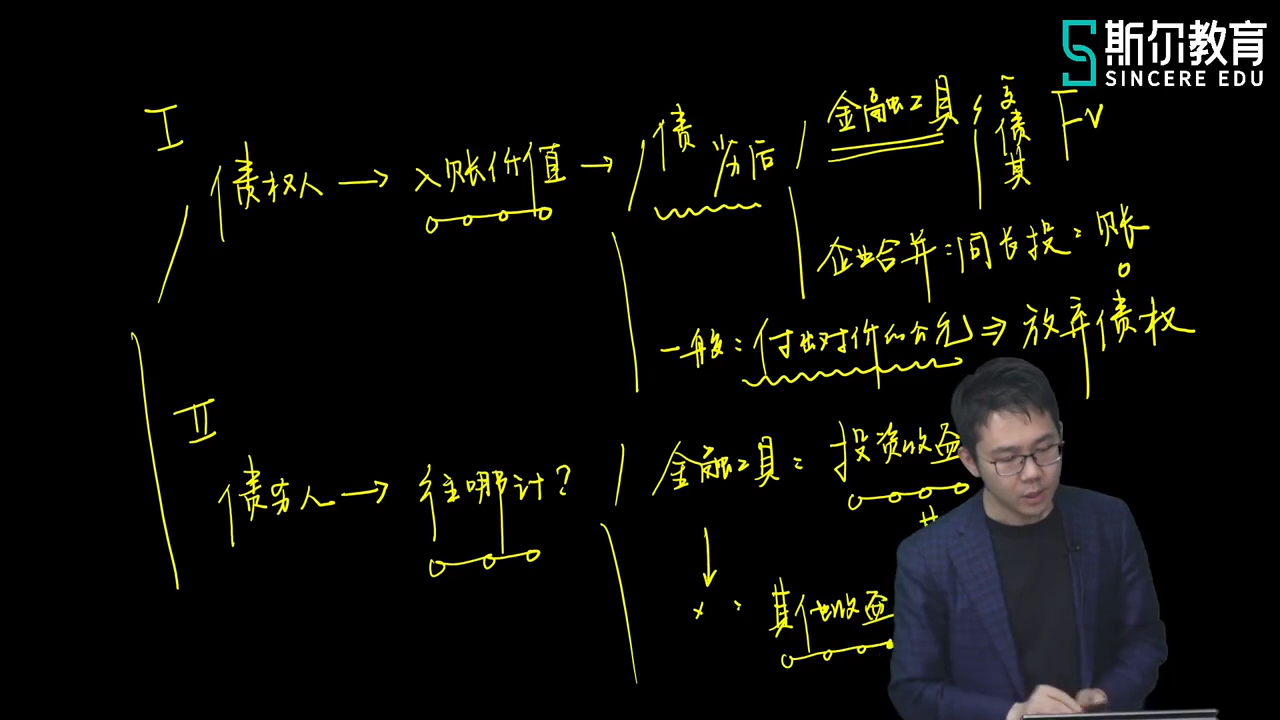 斯尔教育
SINCERE EDU
I
债权人 → 入账价值 → 债务后
金融工具
交债其
FV
企业合并:同长投:账
一般:付出对价的公允 ⇒ 放弃债权
II
债务人 → 往哪计?
金融工具:投资收益
↓
×:其他收益